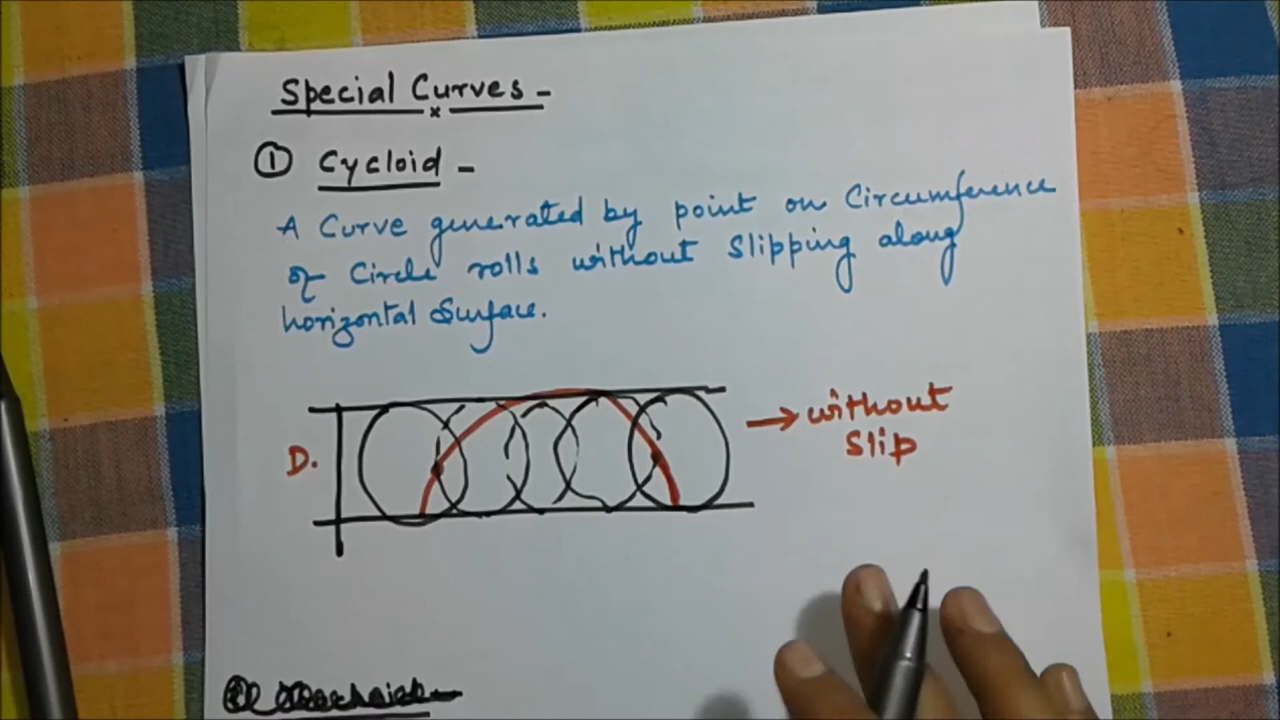 Special Curves -
① Cycloid -
A Curve generated by point on Circumference
of Circle rolls without Slipping along
horizontal Surface.
D.
→ without
Slip